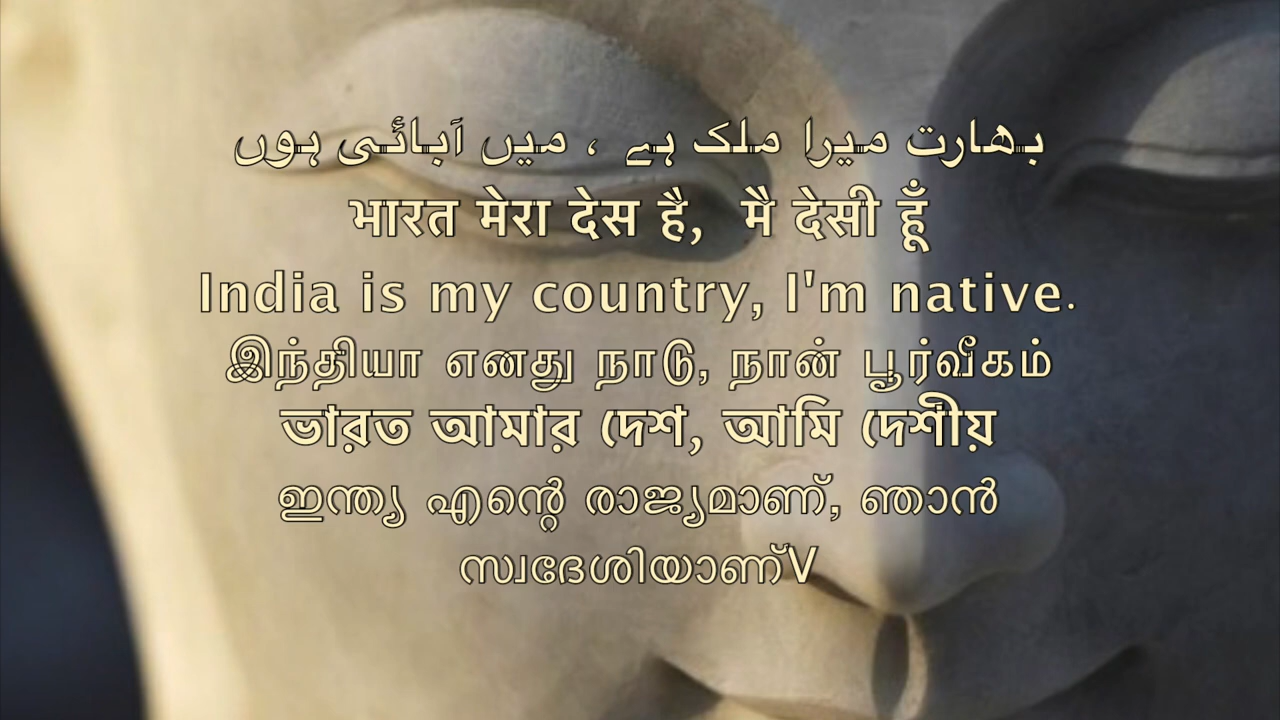 بھارت میرا ملک ہے ، میں آبائی ہوں
भारत मेरा देस है, मै देसी हूँ
India is my country, I'm native.
இந்தியா எனது நாடு, நான் பூர்வீகம்
ভারত আমার দেশ, আমি দেশীয়
ഇന്ത്യ എന്റെ രാജ്യമാണ്, ഞാൻ
സ്വദേശിയാണ്V